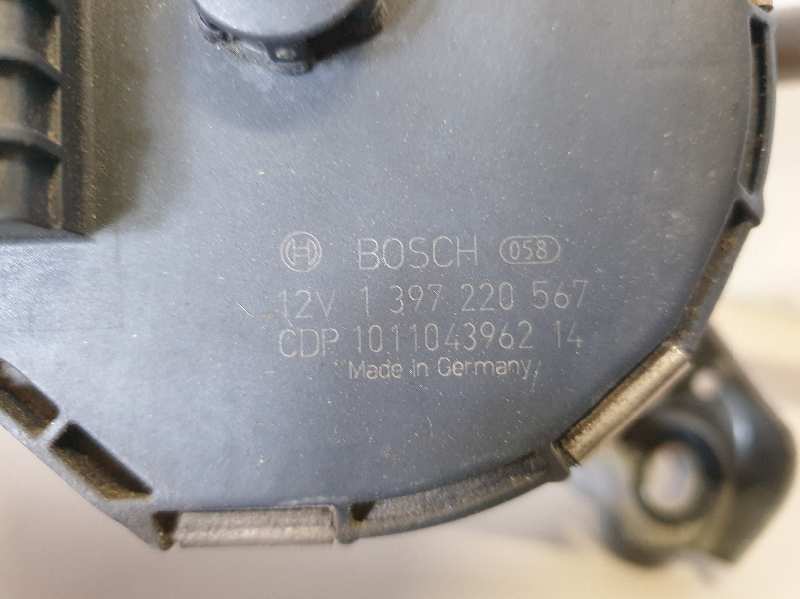 BOSCH 058
12V 1 397 220 567
CDP 1011043962 14
Made in Germany